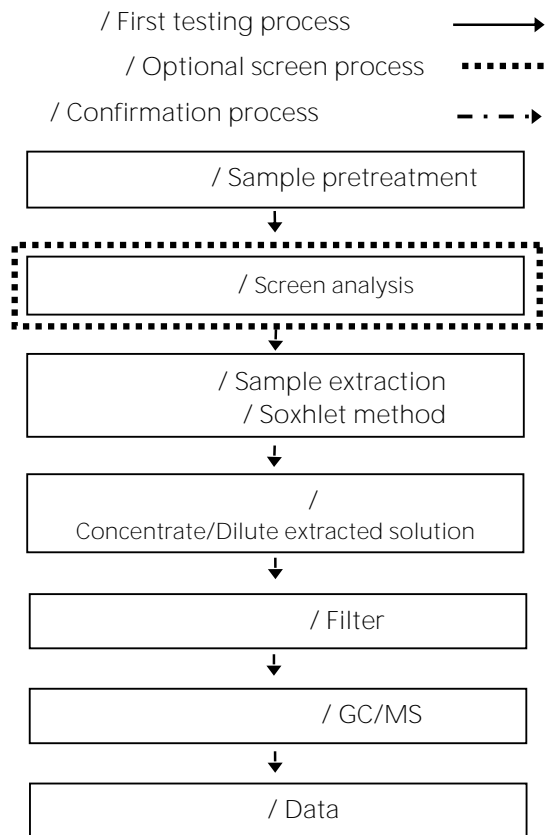 / First testing process
/ Optional screen process
/ Confirmation process
/ Sample pretreatment
/ Screen analysis
/ Sample extraction
/ Soxhlet method
/
Concentrate/Dilute extracted solution
/ Filter
/ GC/MS
/ Data